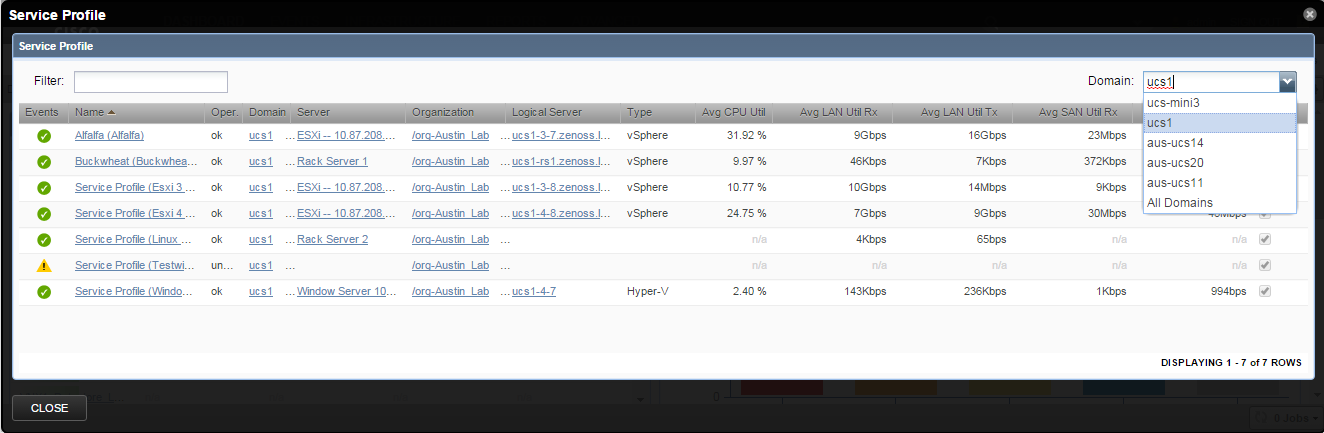 Service Profile
Service Profile
Filter: Domain: ucs1
ucs-mini3
ucs1
aus-ucs14
aus-ucs20
aus-ucs11
All Domains
Events Name Oper. Domain Server Organization Logical Server Type Avg CPU Util Avg LAN Util Rx Avg LAN Util Tx Avg SAN Util Rx
Alfalfa (Alfalfa) ok ucs1 ... ESXi -- 10.87.208.... /org-Austin_Lab ucs1-3-7.zenoss.l... vSphere 31.92 % 9Gbps 16Gbps 23Mbps
Buckwheat (Buckwhea... ok ucs1 ... Rack Server 1 /org-Austin_Lab ucs1-rs1.zenoss.l... vSphere 9.97 % 46Kbps 7Kbps 372Kbps
Service Profile (Esxi 3 ... ok ucs1 ... ESXi -- 10.87.208.... /org-Austin_Lab ucs1-3-8.zenoss.l... vSphere 10.77 % 10Gbps 14Mbps 9Kbps
Service Profile (Esxi 4 ... ok ucs1 ... ESXi -- 10.87.208.... /org-Austin_Lab ucs1-4-8.zenoss.l... vSphere 24.75 % 7Gbps 9Gbps 30Mbps
Service Profile (Linux ... ok ucs1 ... Rack Server 2 /org-Austin_Lab ... n/a 4Kbps 65bps n/a n/a
Service Profile (Testwi... un... ucs1 ... /org-Austin_Lab ... n/a n/a n/a n/a n/a
Service Profile (Windo... ok ucs1 ... Window Server 10... /org-Austin_Lab ucs1-4-7 Hyper-V 2.40 % 143Kbps 236Kbps 1Kbps 994bps
DISPLAYING 1 - 7 of 7 ROWS
0
CLOSE
0 Jobs